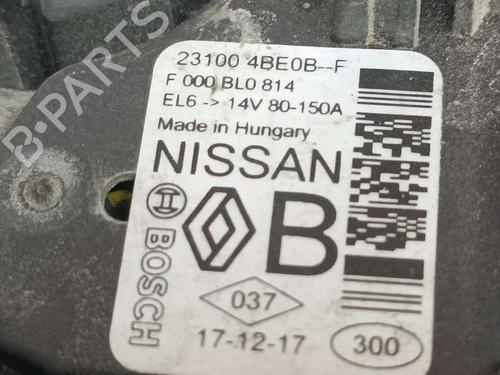 23100 4BE0B--F
F 000 BL0 814
EL6 -> 14V 80-150A
Made in Hungary
NISSAN
B
BOSCH
037
17-12-17
300
B-PARTS